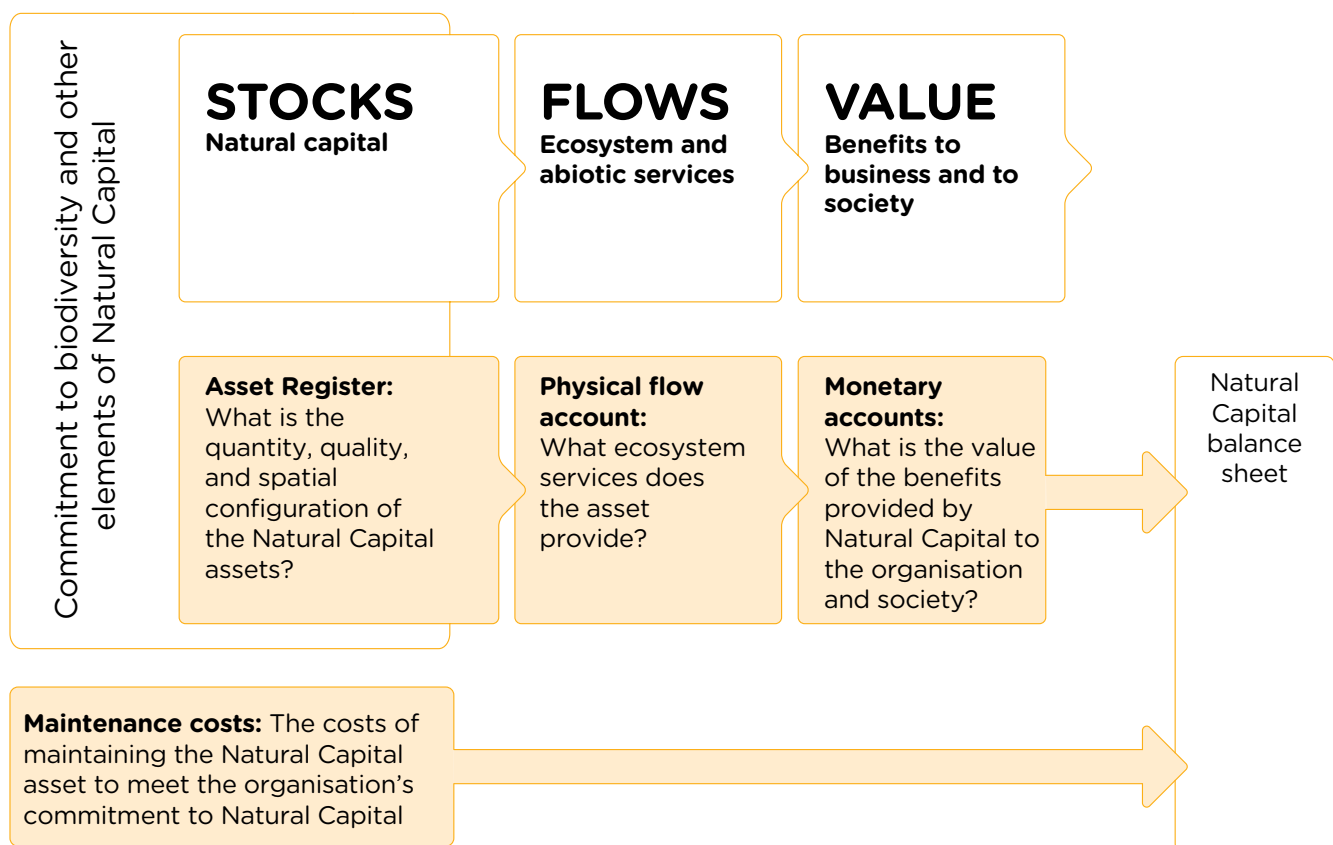 Commitment to biodiversity and other
elements of Natural Capital
STOCKS
Natural capital
FLOWS
Ecosystem and
abiotic services
VALUE
Benefits to
business and to
society
Asset Register:
What is the
quantity, quality,
and spatial
configuration of
the Natural Capital
assets?
Physical flow
account:
What ecosystem
services does
the asset
provide?
Monetary
accounts:
What is the value
of the benefits
provided by
Natural Capital to
the organisation
and society?
Natural
Capital
balance
sheet
Maintenance costs: The costs of
maintaining the Natural Capital
asset to meet the organisation’s
commitment to Natural Capital